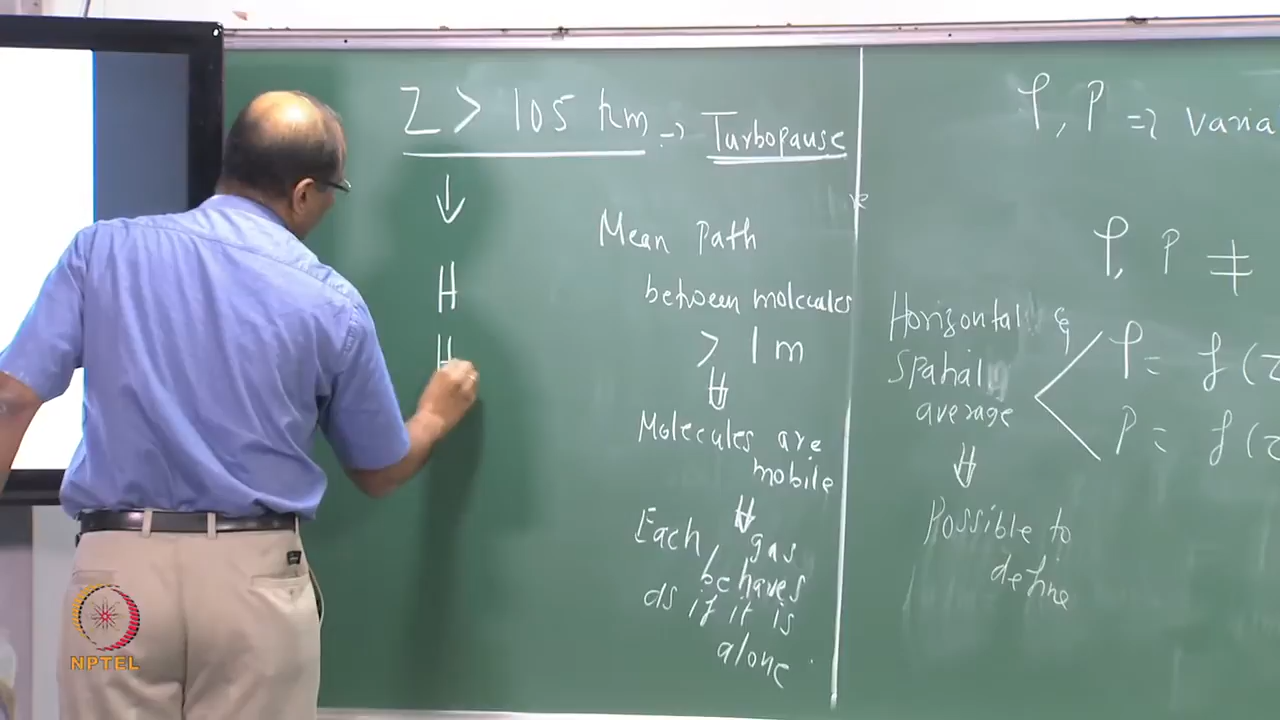 Z > 105 km → Turbopause
↓
H
H
Mean path
between molecules
> 1 m
⇓
Molecules are
mobile
⇓
Each gas
behaves
as if it is
alone
ρ, P ⇒ varia
ρ, P ≠
Horizontal &
spatial
average
ρ = f(z
P = f(z
⇓
Possible to
define
NPTEL